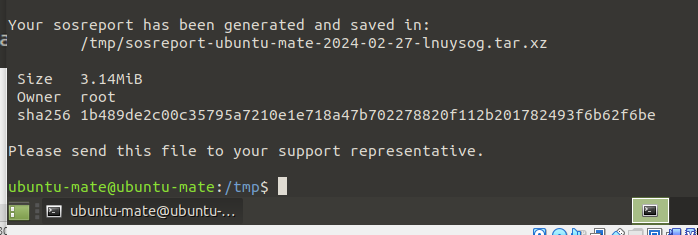 Your sosreport has been generated and saved in:
/tmp/sosreport-ubuntu-mate-2024-02-27-lnuysog.tar.xz
Size 3.14MiB
Owner root
sha256 1b489de2c00c35795a7210e1e718a47b702278820f112b201782493f6b62f6be
Please send this file to your support representative.
ubuntu-mate@ubuntu-mate:/tmp$
ubuntu-mate@ubuntu-...